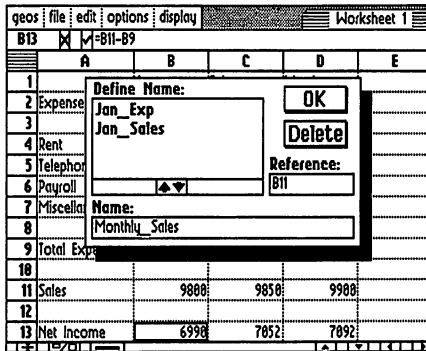 geos file edit options display Worksheet 1
B13 =B11-B9
A B C D E
1
2 Expense
3
4 Rent
5 Telephon
6 Payroll
7 Miscella
8
9 Total Expe
10
11 Sales 9800 9850 9900
12
13 Net Income 6990 7052 7092
Define Name:
Jan_Exp
Jan_Sales
OK
Delete
Reference:
B11
Name:
Monthly_Sales